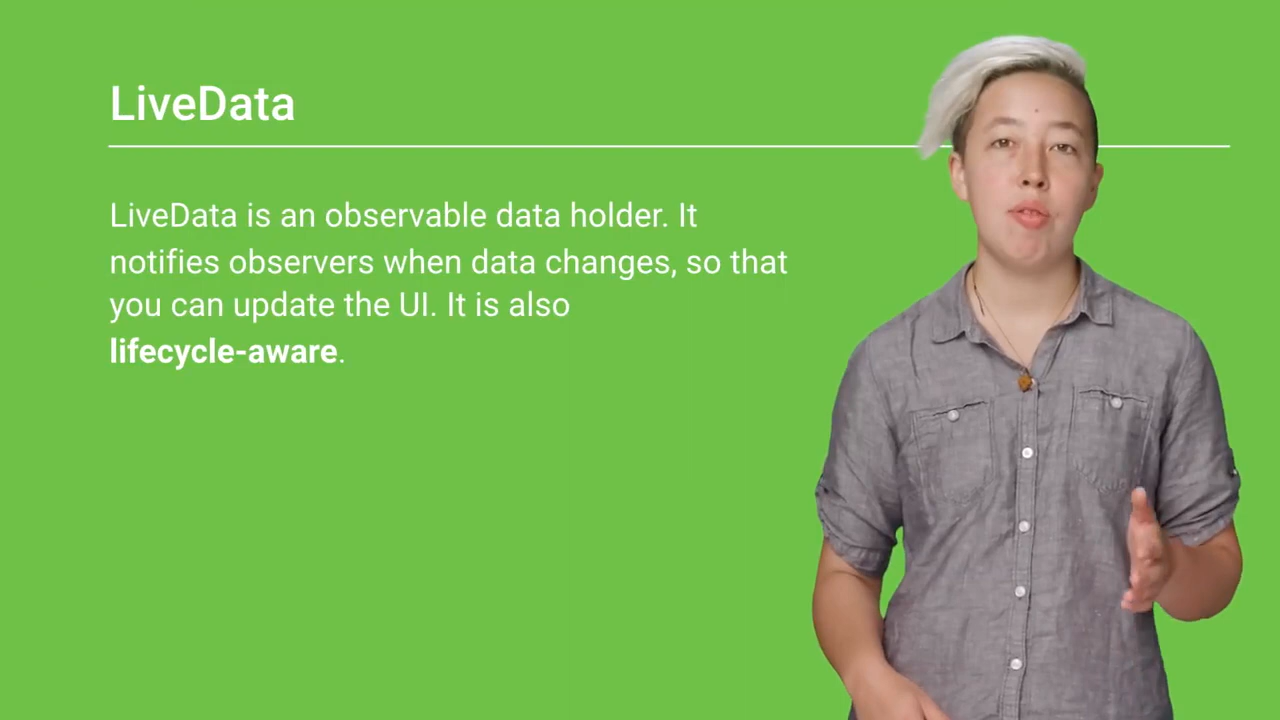 LiveData
LiveData is an observable data holder. It
notifies observers when data changes, so that
you can update the UI. It is also
lifecycle-aware.